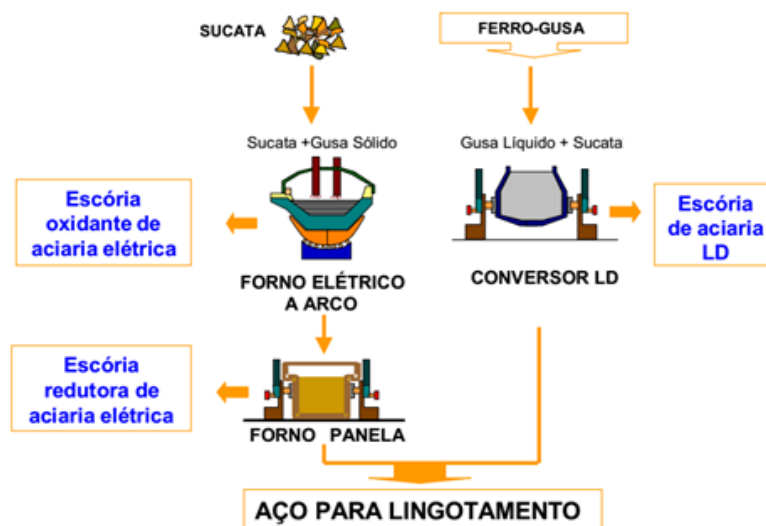 SUCATA
FERRO-GUSA
Sucata +Gusa Sólido
Gusa Líquido + Sucata
Escória
oxidante de
aciaria elétrica
Escória
de aciaria
LD
FORNO ELÉTRICO
A ARCO
CONVERSOR LD
Escória
redutora de
aciaria elétrica
FORNO PANELA
AÇO PARA LINGOTAMENTO